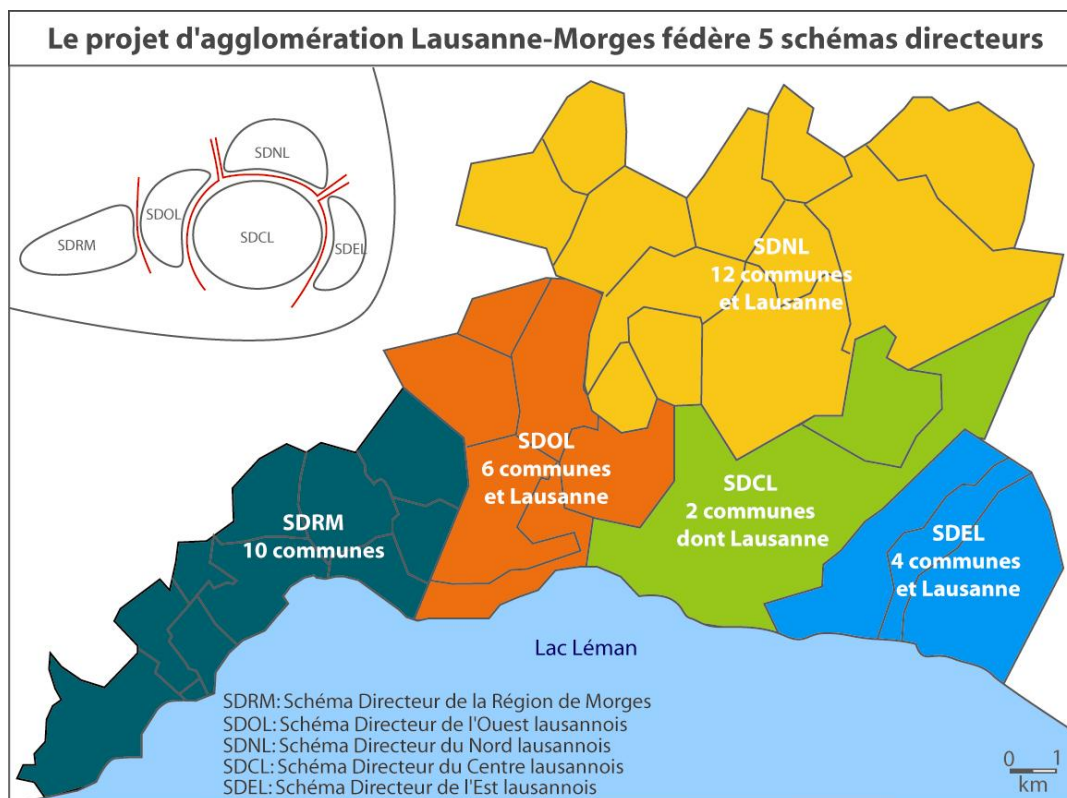 Le projet d'agglomération Lausanne-Morges fédère 5 schémas directeurs
SDNL
SDOL
SDRM
SDCL
SDEL
SDNL
12 communes
et Lausanne
SDOL
6 communes
et Lausanne
SDCL
2 communes
dont Lausanne
SDRM
10 communes
SDEL
4 communes
et Lausanne
Lac Léman
SDRM: Schéma Directeur de la Région de Morges
SDOL: Schéma Directeur de l'Ouest lausannois
SDNL: Schéma Directeur du Nord lausannois
SDCL: Schéma Directeur du Centre lausannois
SDEL: Schéma Directeur de l'Est lausannois
0 1
km